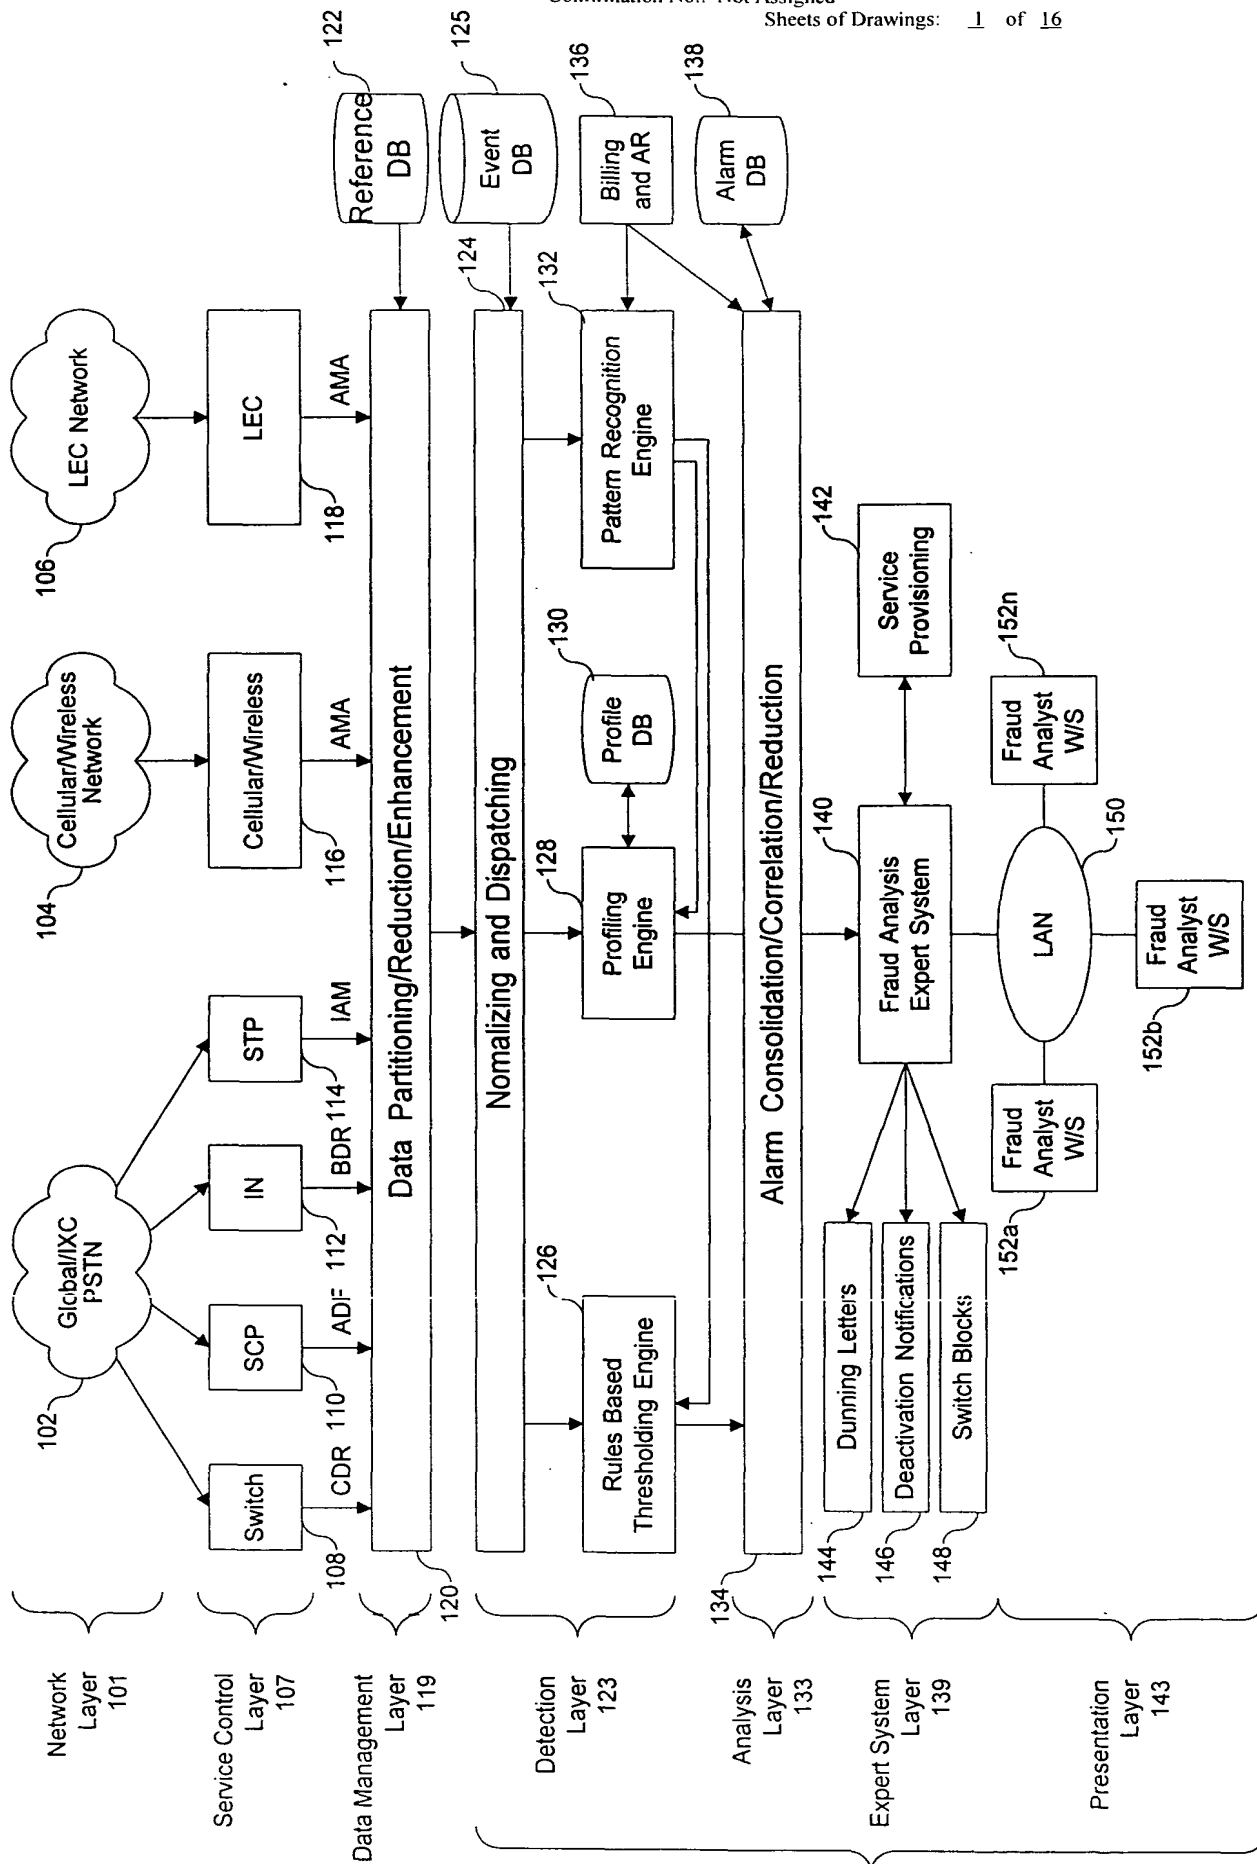 Sheets of Drawings: 1 of 16
Network
Layer
101
Global/IXC
PSTN
102
Cellular/Wireless
Network
104
LEC Network
106
Service Control
Layer
107
Switch
108
CDR
SCP
110
ADF
IN
112
BDR
STP
114
IAM
Cellular/Wireless
116
AMA
LEC
118
AMA
Data Management
Layer
119
120
Data Partitioning/Reduction/Enhancement
Reference
DB
122
Detection
Layer
123
Nomalizing and Dispatching
124
Event
DB
125
Rules Based
Thresholding Engine
126
Profiling
Engine
128
Profile
DB
130
Pattern Recognition
Engine
132
Billing
and AR
136
Analysis
Layer
133
134
Alarm Consolidation/Correlation/Reduction
Alarm
DB
138
Expert System
Layer
139
Dunning Letters
144
Deactivation Notifications
146
Switch Blocks
148
Fraud Analysis
Expert System
140
Service
Provisioning
142
Presentation
Layer
143
Fraud
Analyst
W/S
152a
LAN
150
Fraud
Analyst
W/S
152b
Fraud
Analyst
W/S
152n